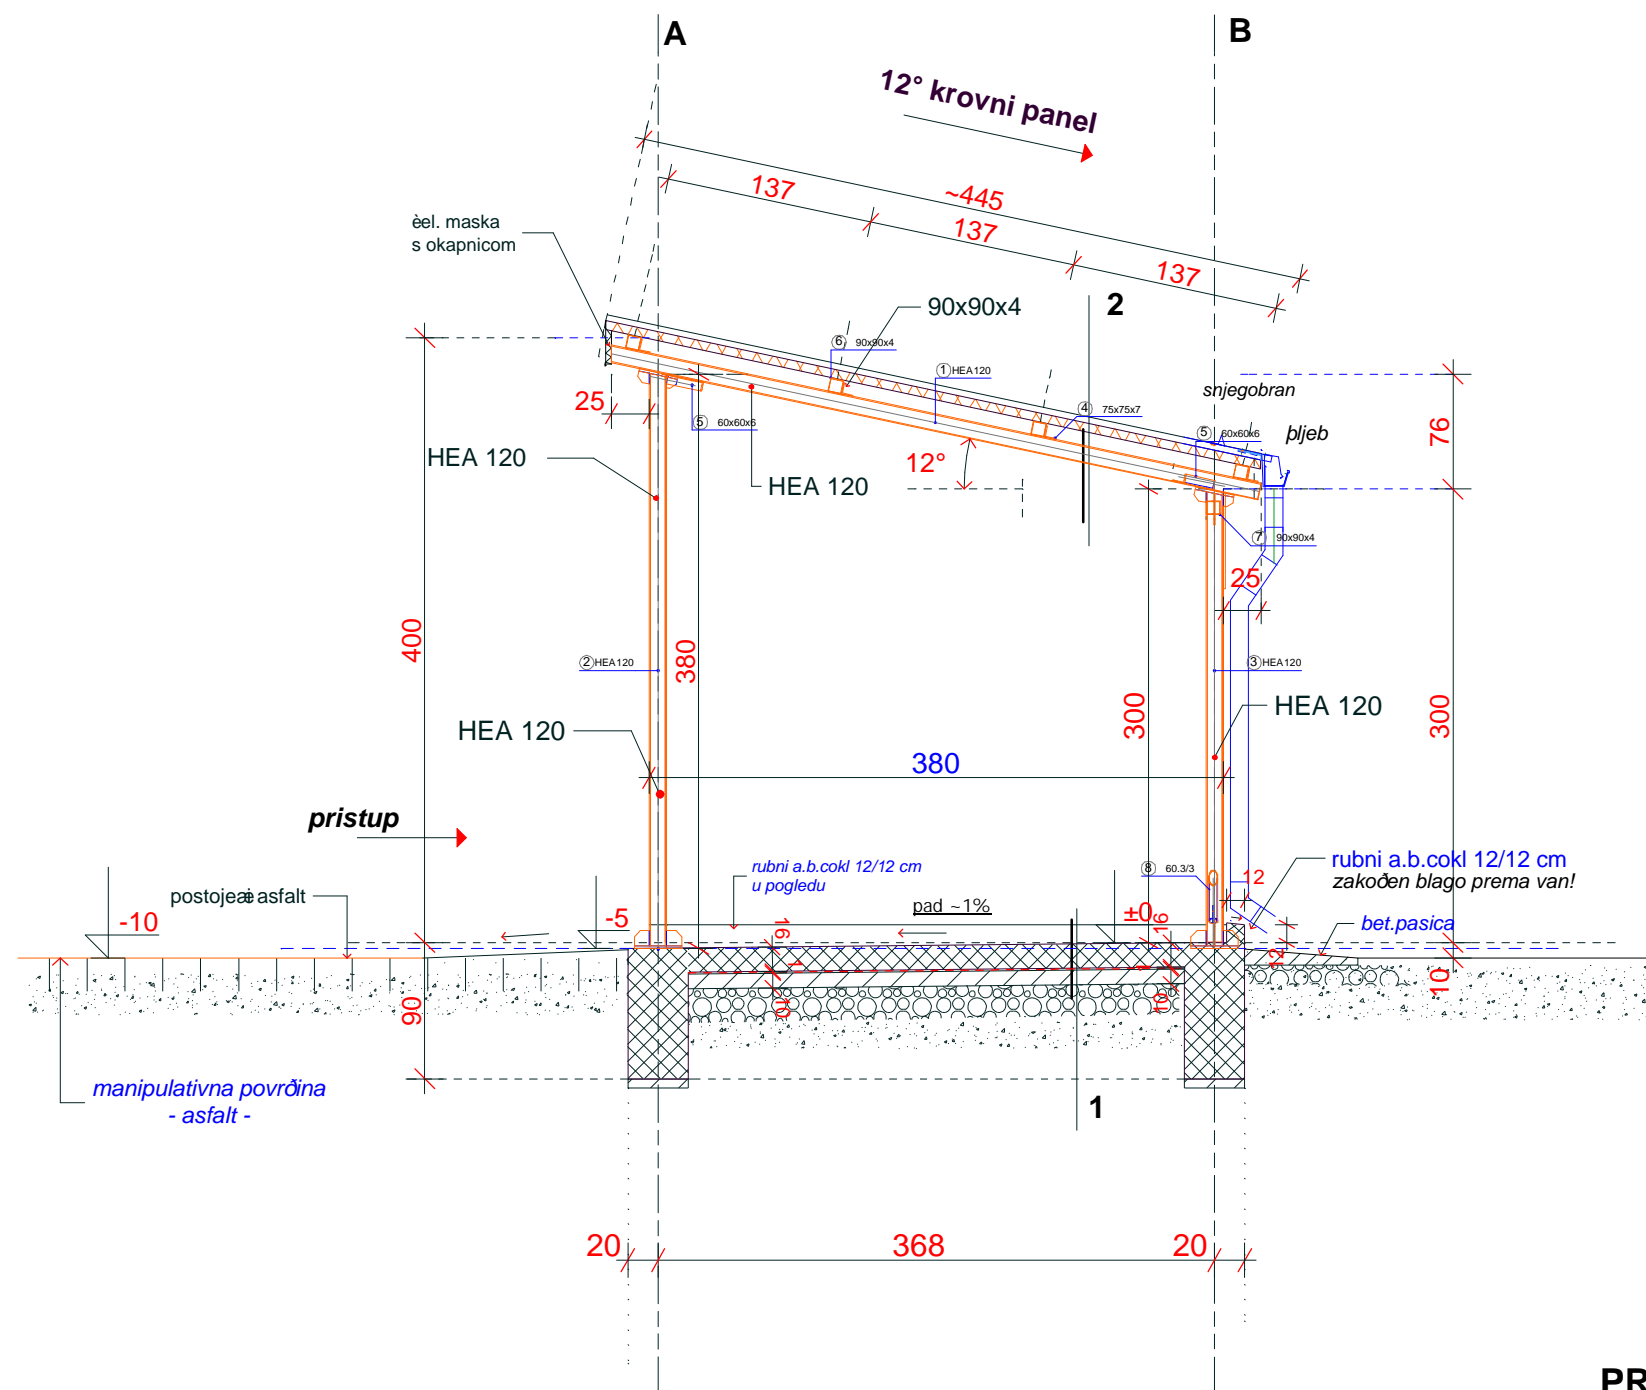 A
B
12° krovni panel
137
~445
137
137
èel. maska
s okapnicom
2
90x90x4
6 90x90x4
1 HEA120
snjegobran
4 75x75x7
25
5 60x60x6
5 60x60x6
þljeb
76
HEA 120
12°
HEA 120
7 90x90x4
25
400
380
2 HEA120
3 HEA120
300
300
HEA 120
HEA 120
380
pristup
rubni a.b.cokl 12/12 cm
u pogledu
8 60.3/3
12
rubni a.b.cokl 12/12 cm
zakoðen blago prema van!
postojeæi asfalt
-10
-5
pad ~1%
±0
bet.pasica
16
16
12
10
90
10
10
manipulativna povrðina
- asfalt -
1
20
368
20
PR